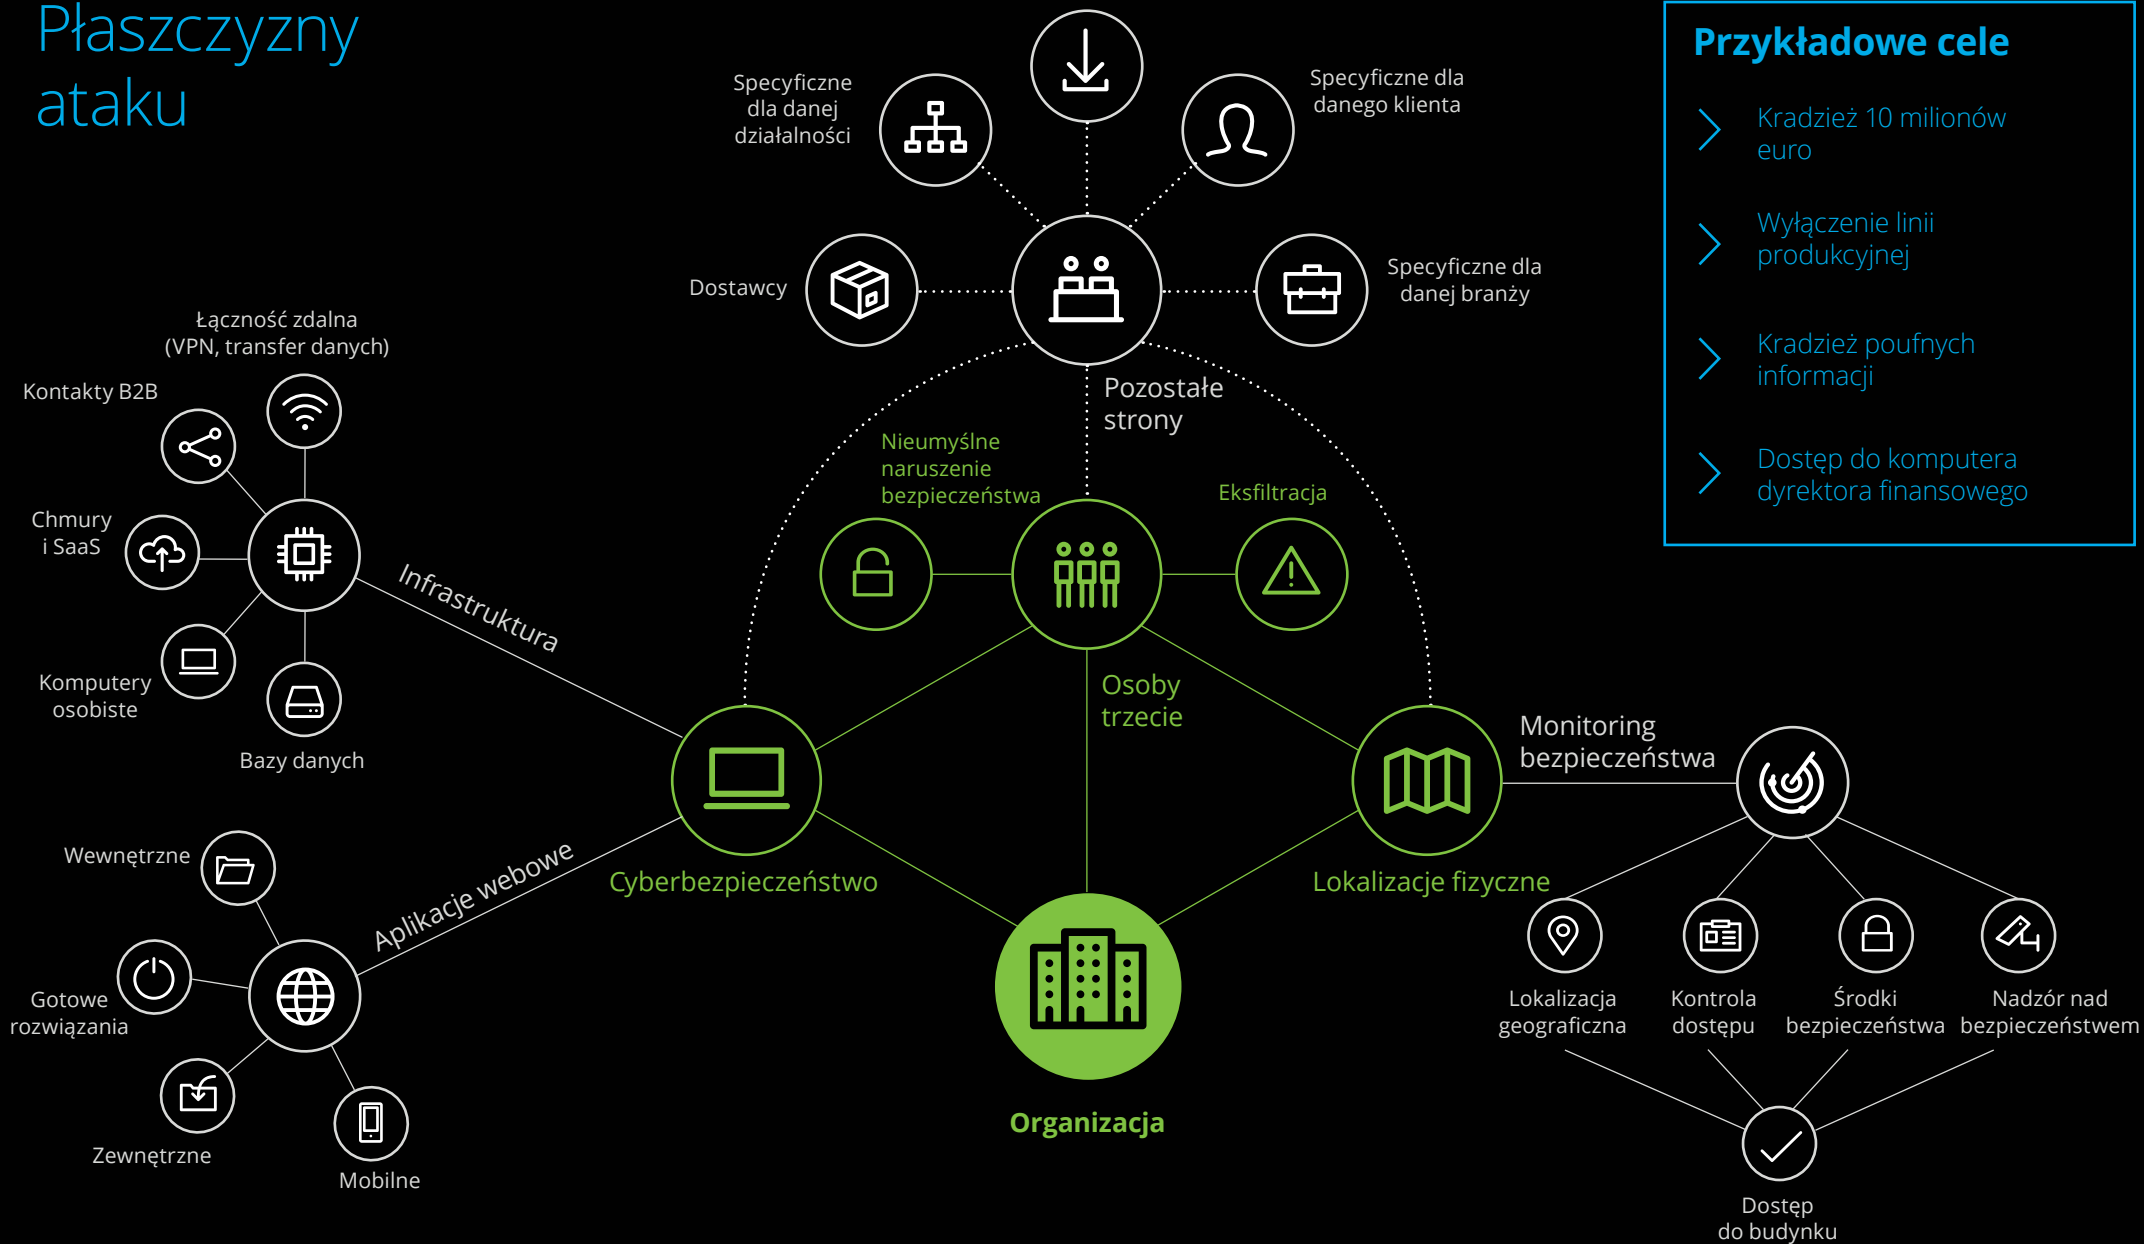 Płaszczyzny
ataku
Przykładowe cele
Kradzież 10 milionów
euro
Wyłączenie linii
produkcyjnej
Kradzież poufnych
informacji
Dostęp do komputera
dyrektora finansowego
Specyficzne
dla danej
działalności
Specyficzne dla
danego klienta
Dostawcy
Specyficzne dla
danej branży
Pozostałe
strony
Łączność zdalna
(VPN, transfer danych)
Kontakty B2B
Chmury
i SaaS
Komputery
osobiste
Bazy danych
Infrastruktura
Nieumyślne
naruszenie
bezpieczeństwa
Eksfiltracja
Osoby
trzecie
Cyberbezpieczeństwo
Lokalizacje fizyczne
Monitoring
bezpieczeństwa
Wewnętrzne
Gotowe
rozwiązania
Zewnętrzne
Mobilne
Aplikacje webowe
Organizacja
Lokalizacja
geograficzna
Kontrola
dostępu
Środki
bezpieczeństwa
Nadzór nad
bezpieczeństwem
Dostęp
do budynku